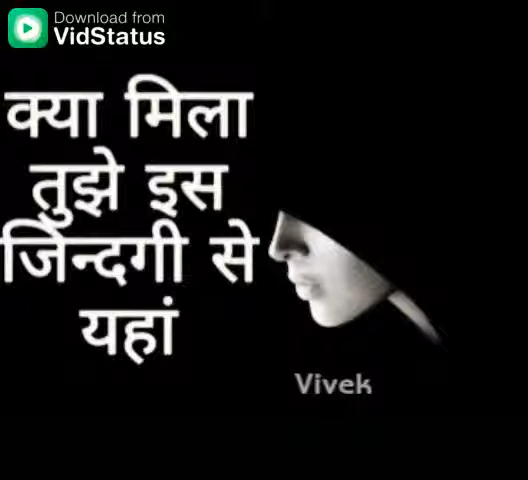 Download from
VidStatus
क्या मिला
तुझे इस
जिन्दगी से
यहां
Vivek